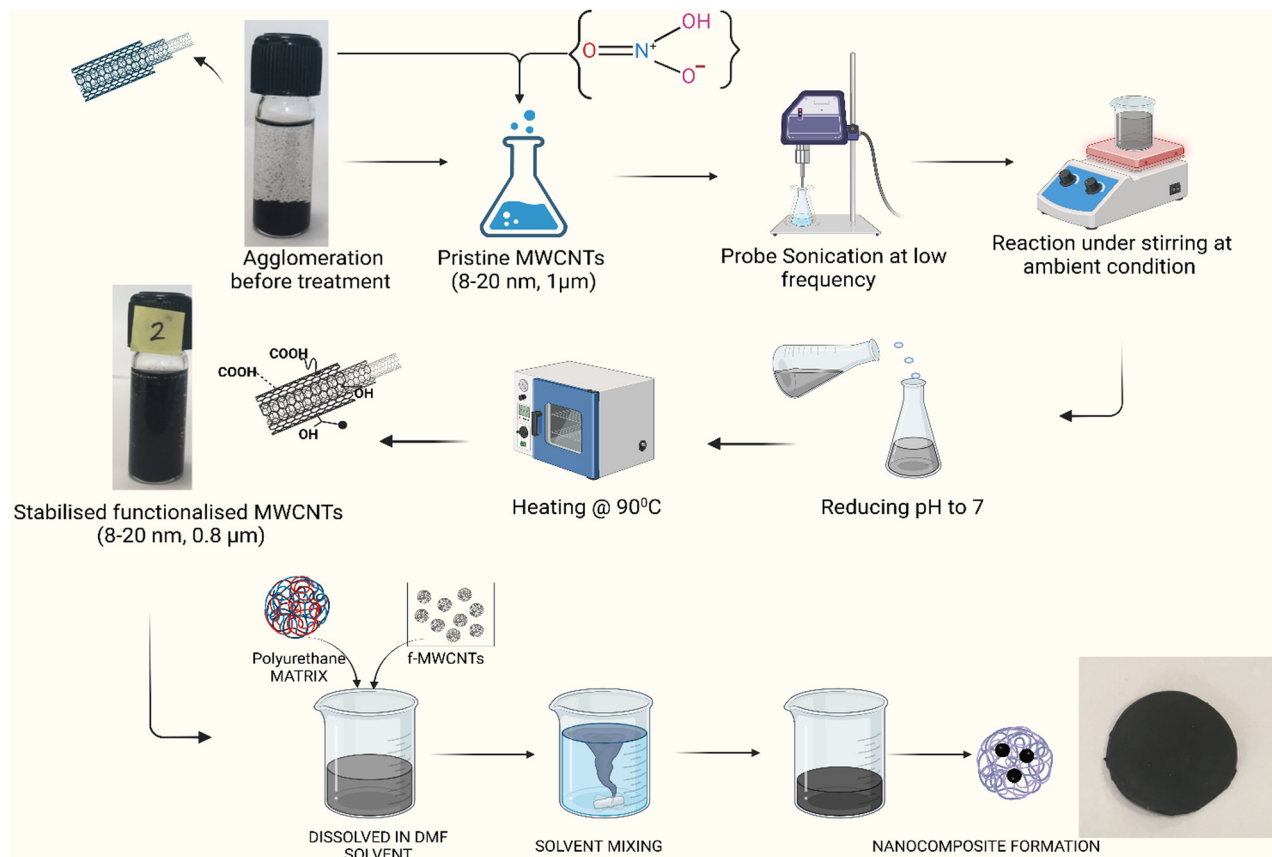 OH
O
N+
O-
Agglomeration
before treatment
Pristine MWCNTs
(8-20 nm, 1µm)
Probe Sonication at low
frequency
Reaction under stirring at
ambient condition
2
COOH
COOH
OH
OH
Stabilised functionalised MWCNTs
(8-20 nm, 0.8 µm)
Heating @ 90⁰C
Reducing pH to 7
Polyurethane
MATRIX
f-MWCNTs
DISSOLVED IN DMF
SOLVENT
SOLVENT MIXING
NANOCOMPOSITE FORMATION